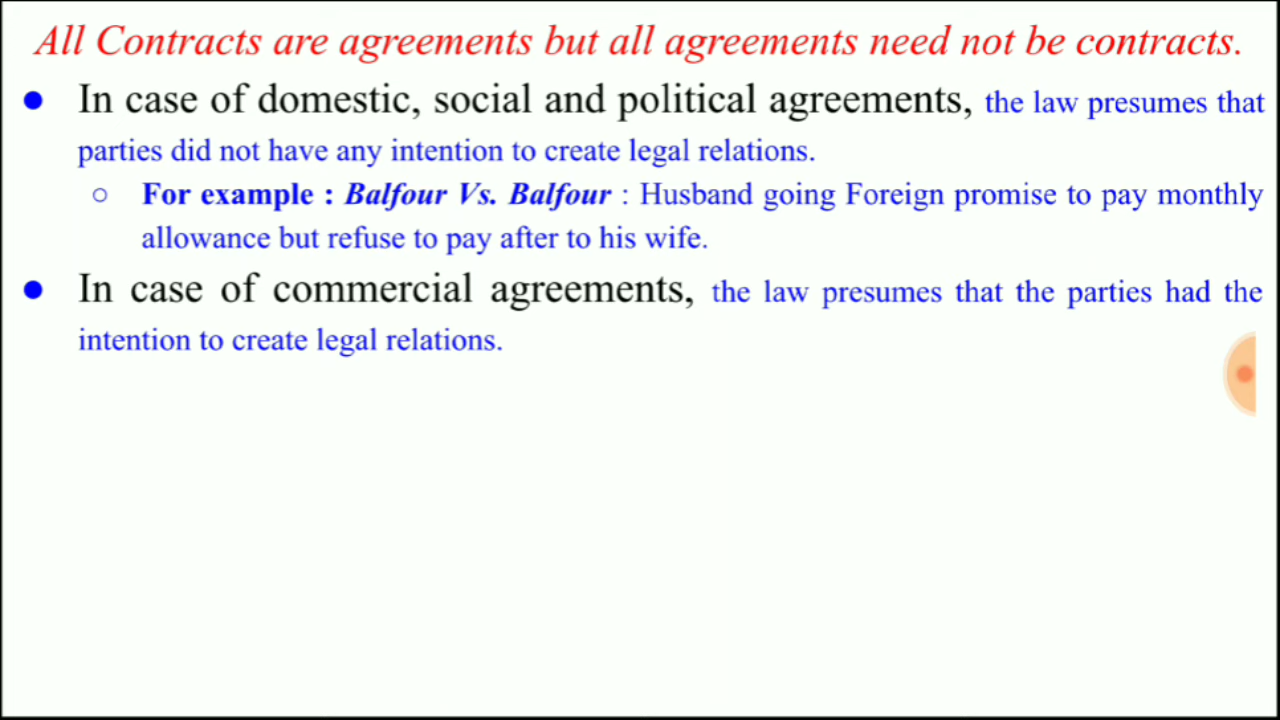 All Contracts are agreements but all agreements need not be contracts.
● In case of domestic, social and political agreements, the law presumes that
parties did not have any intention to create legal relations.
○ For example : Balfour Vs. Balfour : Husband going Foreign promise to pay monthly
allowance but refuse to pay after to his wife.
● In case of commercial agreements, the law presumes that the parties had the
intention to create legal relations.